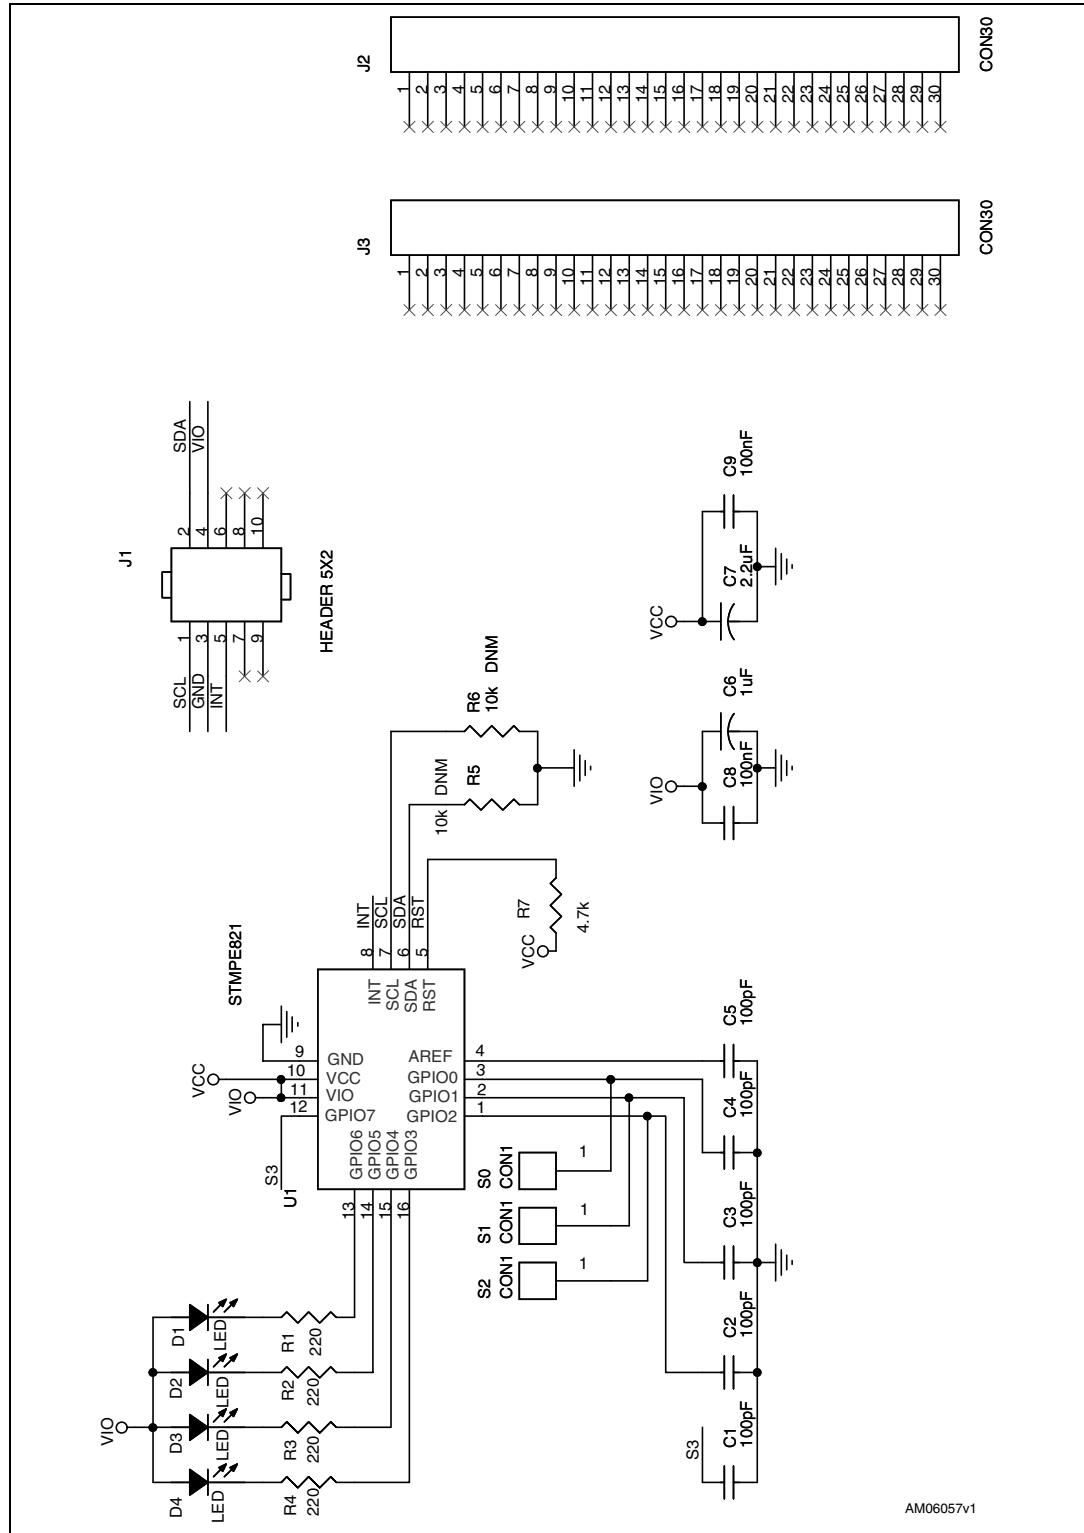 J2
CON30
1 2 3 4 5 6 7 8 9 10 11 12 13 14 15 16 17 18 19 20 21 22 23 24 25 26 27 28 29 30
J3
CON30
1 2 3 4 5 6 7 8 9 10 11 12 13 14 15 16 17 18 19 20 21 22 23 24 25 26 27 28 29 30
J1
SDA
VIO
2
4
6
8
10
1
3
5
7
9
SCL
GND
INT
HEADER 5X2
C9
100nF
C7
2.2uF
VCC
C6
1uF
C8
100nF
VIO
R6
10k DNM
R5
10k DNM
R7
4.7k
VCC
STMPE821
INT
SCL
SDA
RST
8
7
6
5
INT
SCL
SDA
RST
VCC
VIO
9
10
11
12
GND
VCC
VIO
GPIO7
AREF
GPIO0
GPIO1
GPIO2
4
3
2
1
GPIO6
GPIO5
GPIO4
GPIO3
13
14
15
16
S3
U1
S0
CON1
1
S1
CON1
1
S2
CON1
1
C5
100pF
C4
100pF
C3
100pF
C2
100pF
C1
100pF
S3
VIO
D1
LED
R1
220
D2
LED
R2
220
D3
LED
R3
220
D4
LED
R4
220
AM06057v1